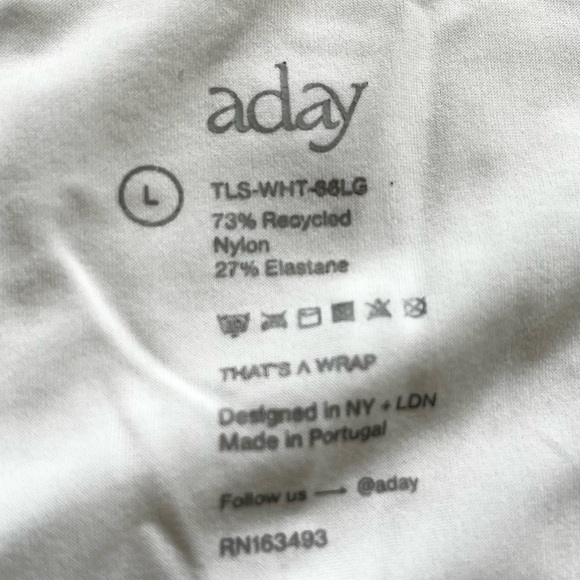 aday
L
TLS-WHT-66LG
73% Recycled
Nylon
27% Elastane
THAT'S A WRAP
Designed in NY + LDN
Made in Portugal
Follow us → @aday
RN163493